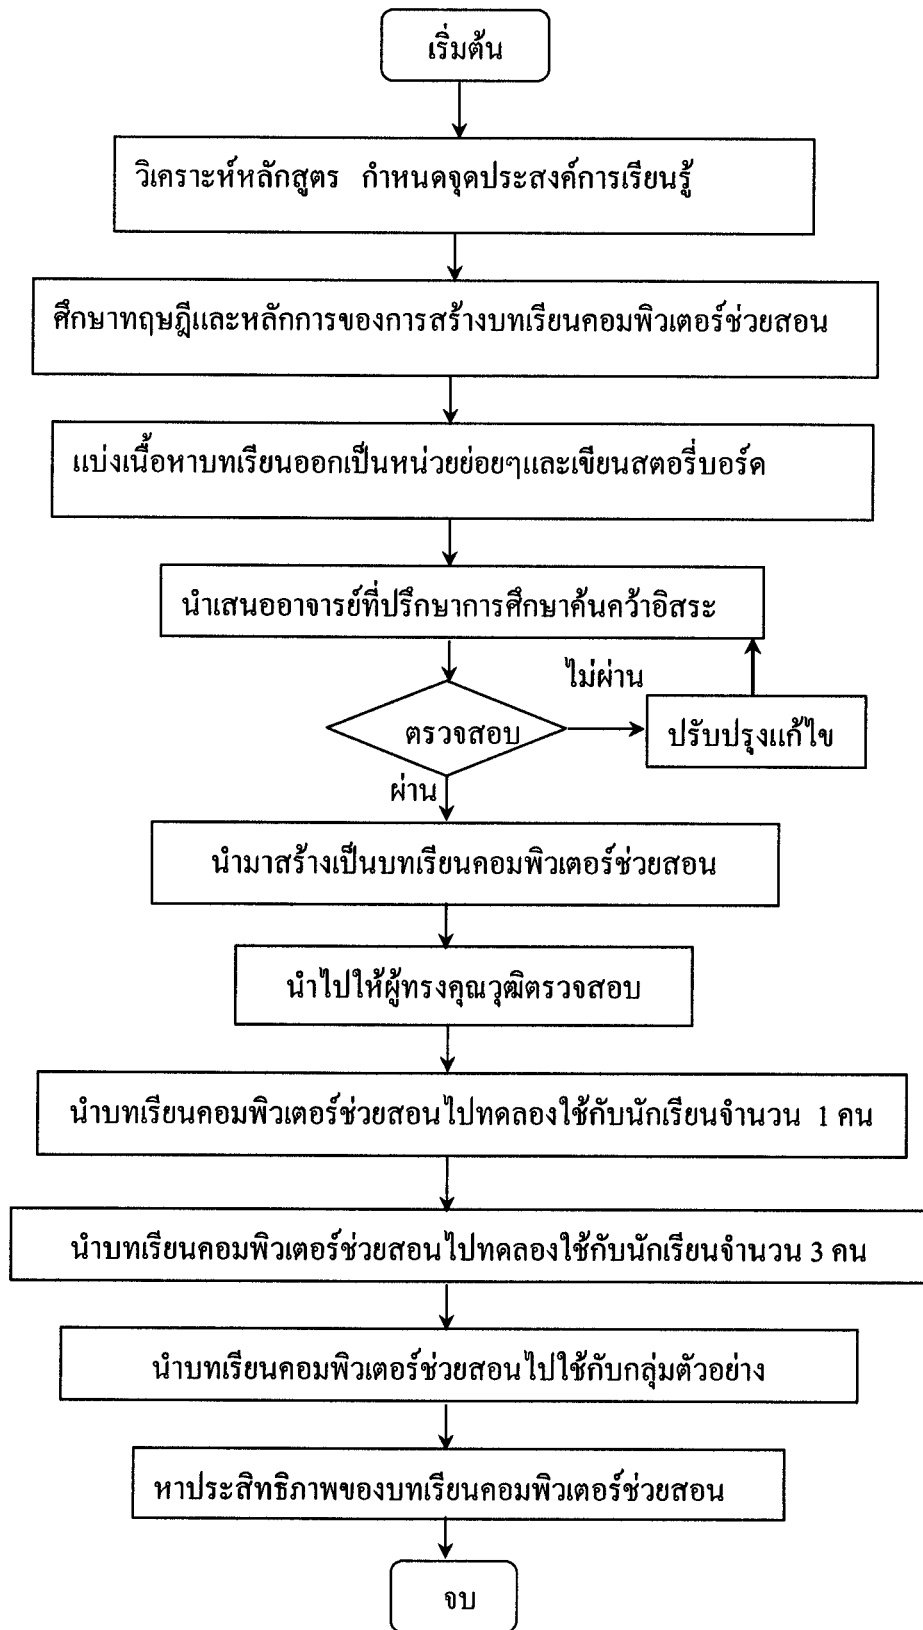 เริ่มต้น
วิเคราะห์หลักสูตร กำหนดจุดประสงค์การเรียนรู้
ศึกษาทฤษฎีและหลักการของการสร้างบทเรียนคอมพิวเตอร์ช่วยสอน
แบ่งเนื้อหาบทเรียนออกเป็นหน่วยย่อยๆและเขียนสตอรี่บอร์ด
นำเสนออาจารย์ที่ปรึกษาการศึกษาค้นคว้าอิสระ
ไม่ผ่าน
ตรวจสอบ
ปรับปรุงแก้ไข
ผ่าน
นำมาสร้างเป็นบทเรียนคอมพิวเตอร์ช่วยสอน
นำไปให้ผู้ทรงคุณวุฒิตรวจสอบ
นำบทเรียนคอมพิวเตอร์ช่วยสอนไปทดลองใช้กับนักเรียนจำนวน 1 คน
นำบทเรียนคอมพิวเตอร์ช่วยสอนไปทดลองใช้กับนักเรียนจำนวน 3 คน
นำบทเรียนคอมพิวเตอร์ช่วยสอนไปใช้กับกลุ่มตัวอย่าง
หาประสิทธิภาพของบทเรียนคอมพิวเตอร์ช่วยสอน
จบ